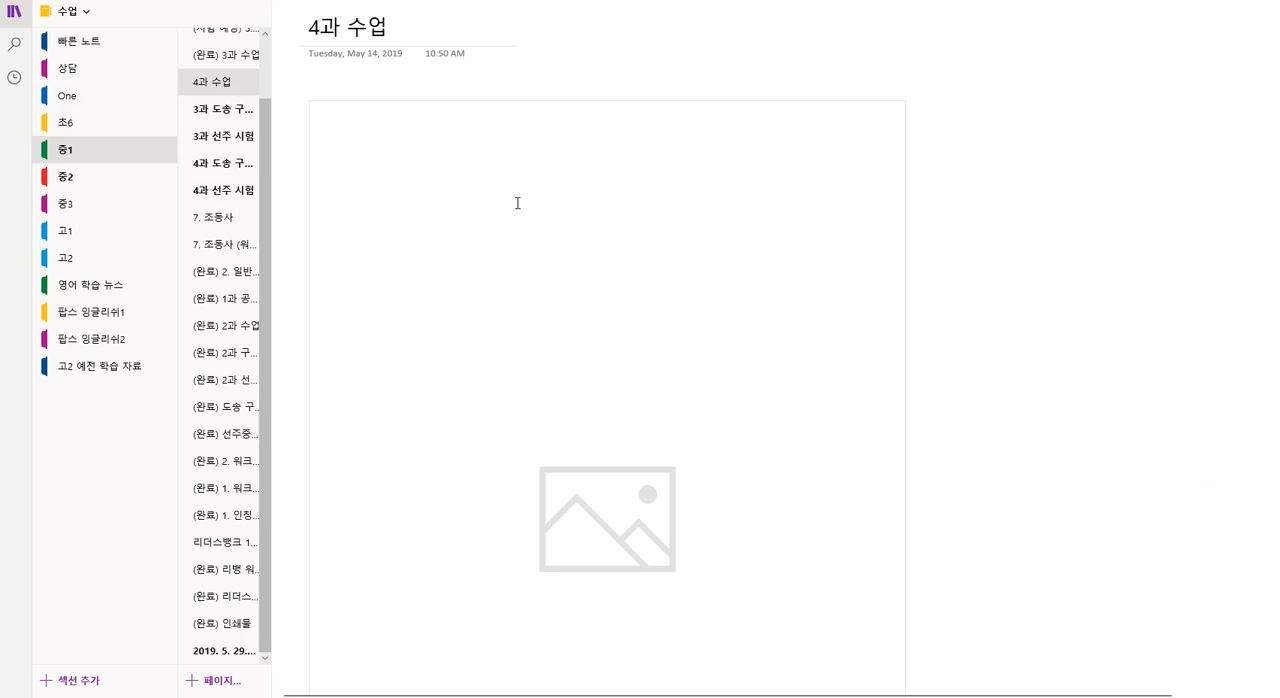 수업
빠른 노트
상담
One
초6
중1
중2
중3
고1
고2
영어 학습 뉴스
팝스 잉글리쉬1
팝스 잉글리쉬2
고2 예전 학습 자료
섹션 추가
(완료) 3과 수업
4과 수업
3과 도송 구...
3과 선주 시험
4과 도송 구...
4과 선주 시험
7. 조동사
7. 조동사 (워...
(완료) 2. 일반...
(완료) 1과 공...
(완료) 2과 수업
(완료) 2과 구...
(완료) 2과 선...
(완료) 도송 구...
(완료) 선주중...
(완료) 2. 워크...
(완료) 1. 워크...
(완료) 1. 인칭...
리더스뱅크 1...
(완료) 리뱅 워...
(완료) 리더스...
(완료) 인쇄물
2019. 5. 29....
페이지...
4과 수업
Tuesday, May 14, 2019 10:50 AM